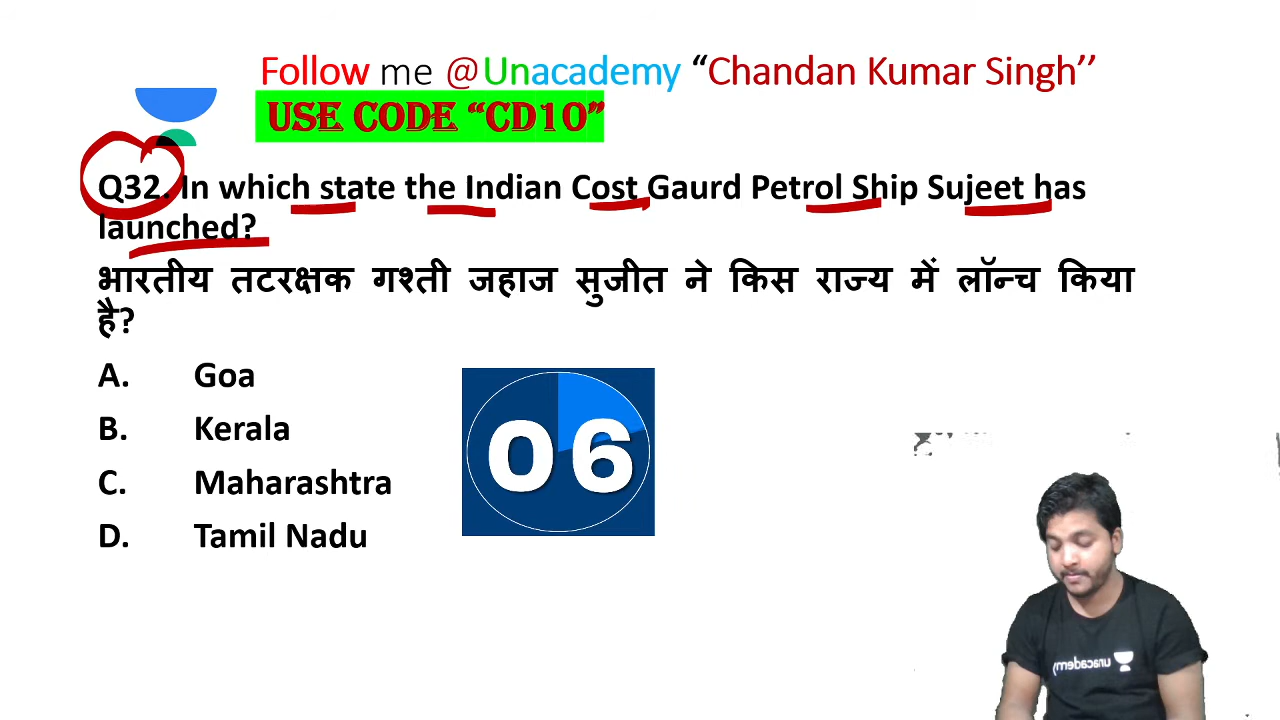 Follow me @Unacademy “Chandan Kumar Singh’’
USE CODE “CD10”
Q32. In which state the Indian Cost Gaurd Petrol Ship Sujeet has
launched?
भारतीय तटरक्षक गश्ती जहाज सुजीत ने किस राज्य में लॉन्च किया
है?
A. Goa
B. Kerala
C. Maharashtra
D. Tamil Nadu
06
unacademy